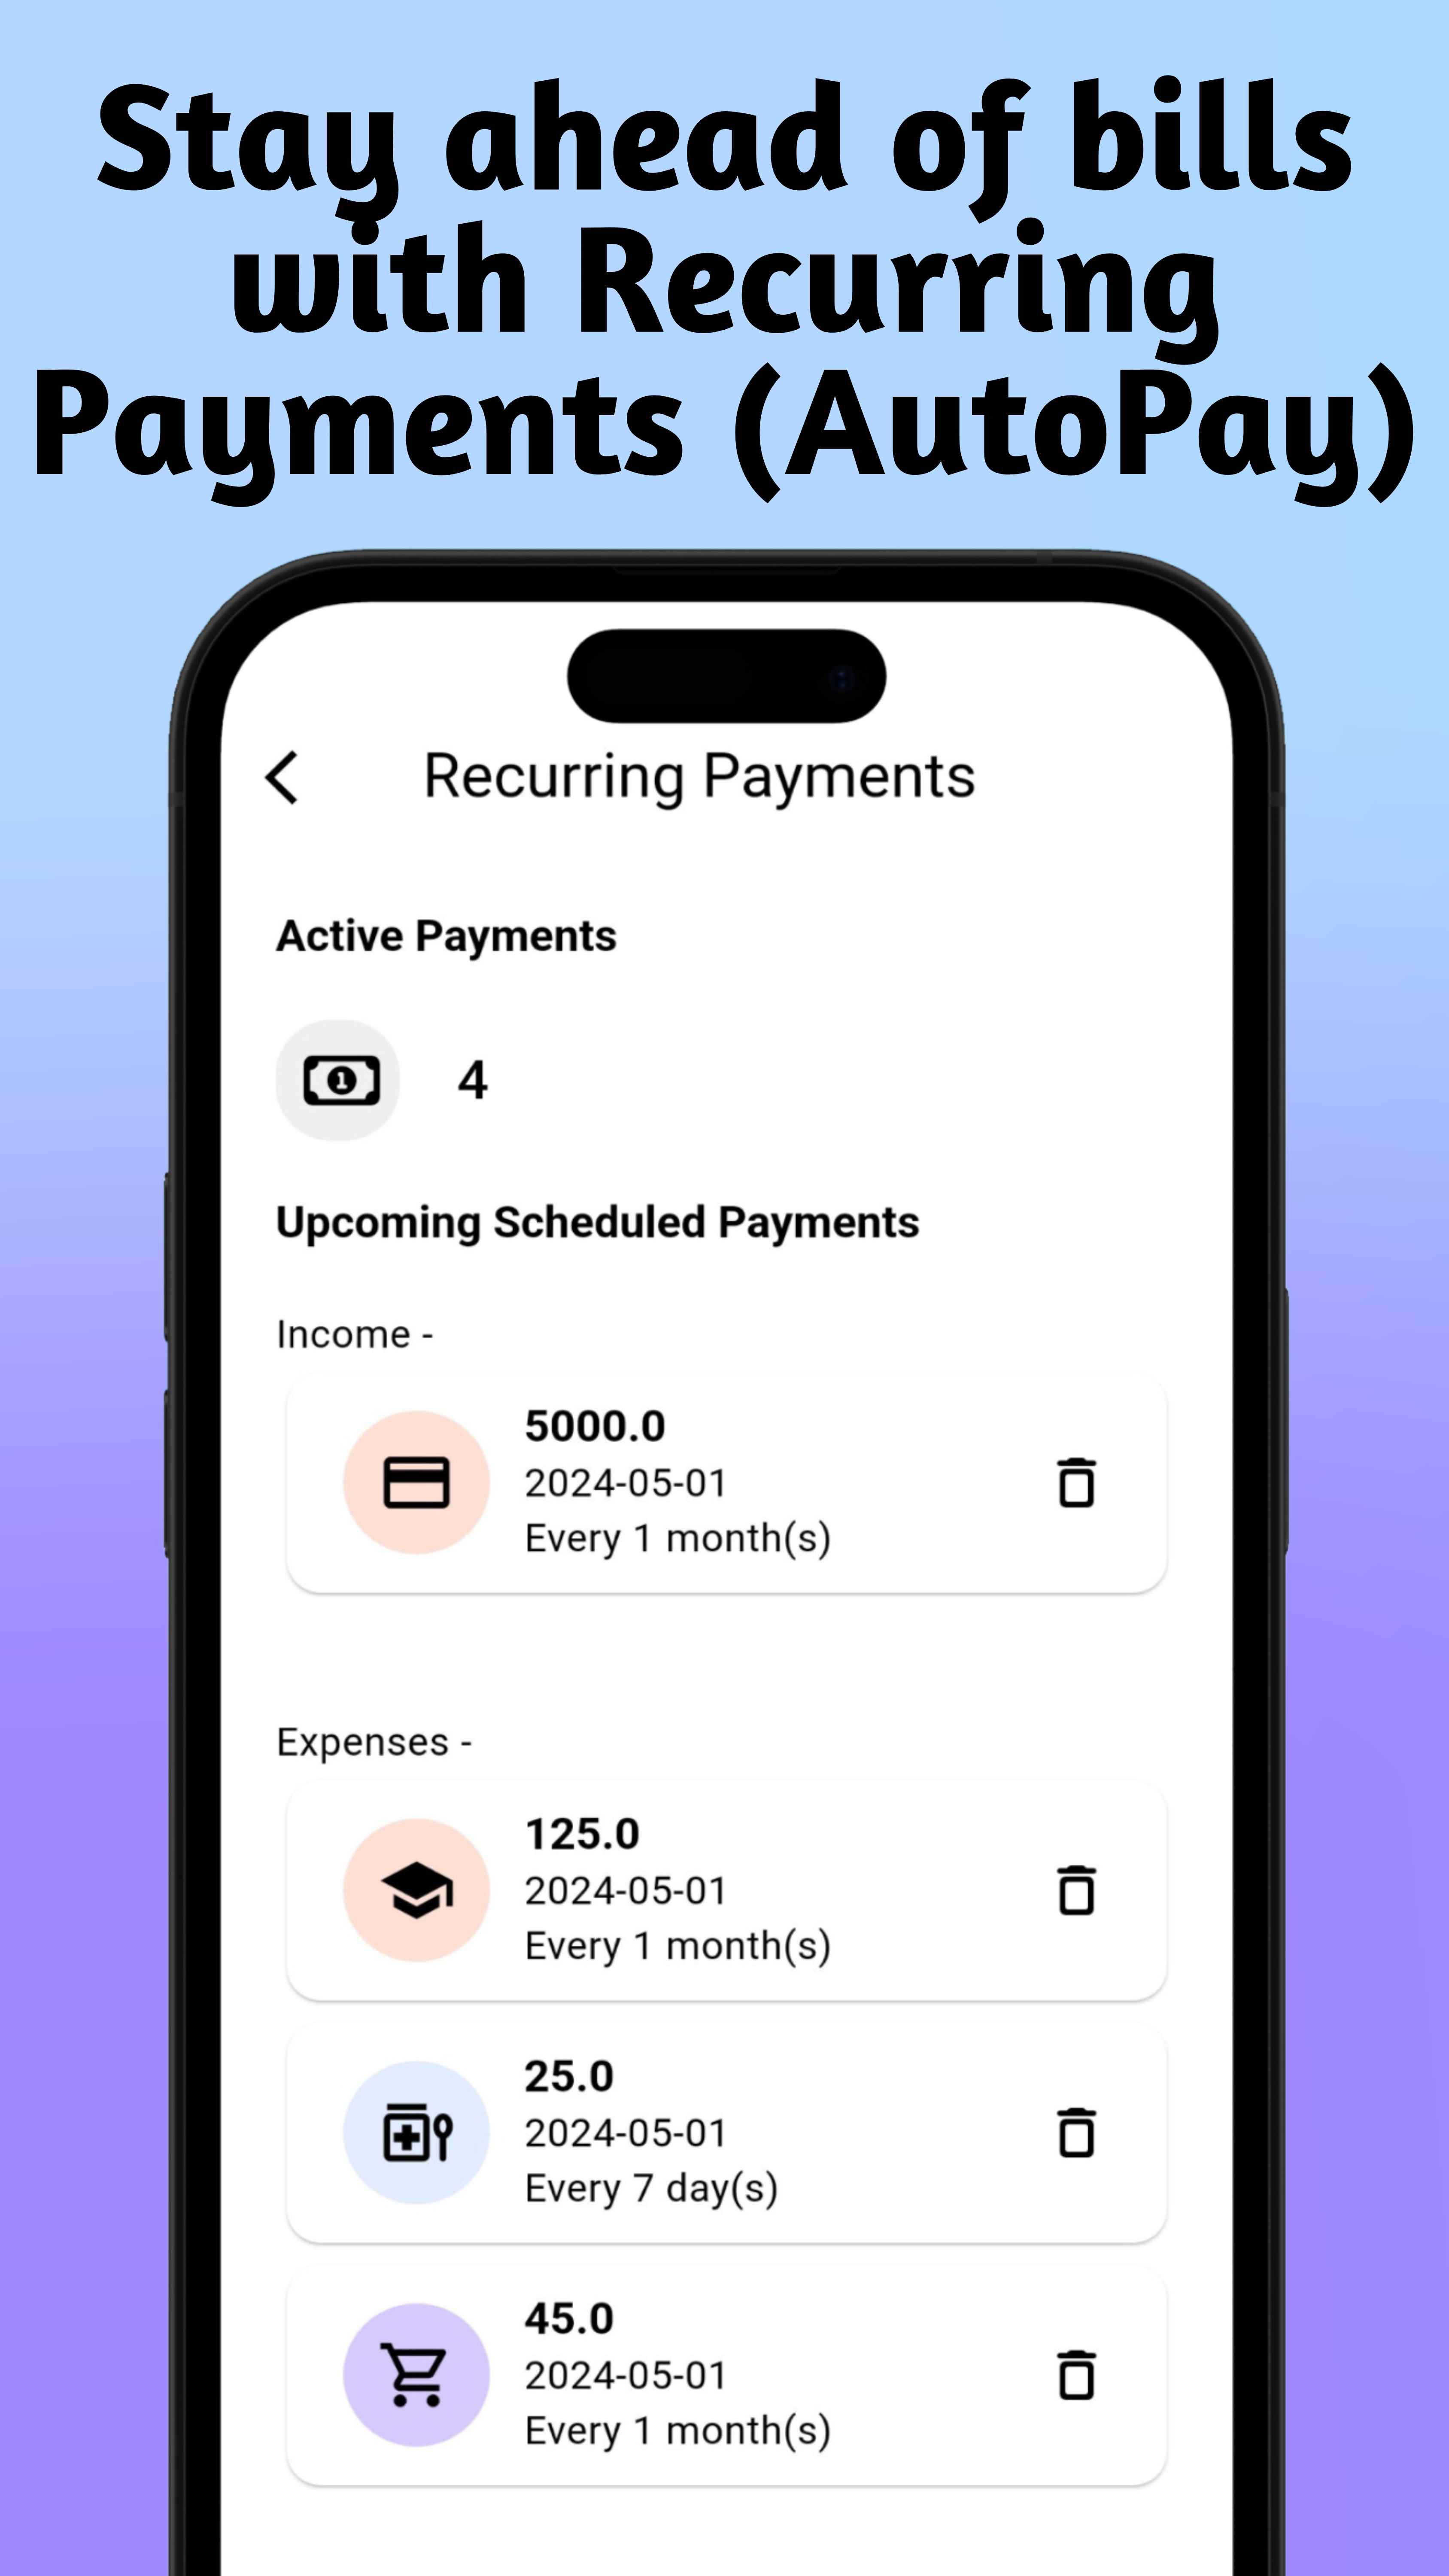 Stay ahead of bills
with Recurring
Payments (AutoPay)
Recurring Payments
Active Payments
1
4
Upcoming Scheduled Payments
Income -
5000.0
2024-05-01
Every 1 month(s)
Expenses -
125.0
2024-05-01
Every 1 month(s)
25.0
2024-05-01
Every 7 day(s)
45.0
2024-05-01
Every 1 month(s)